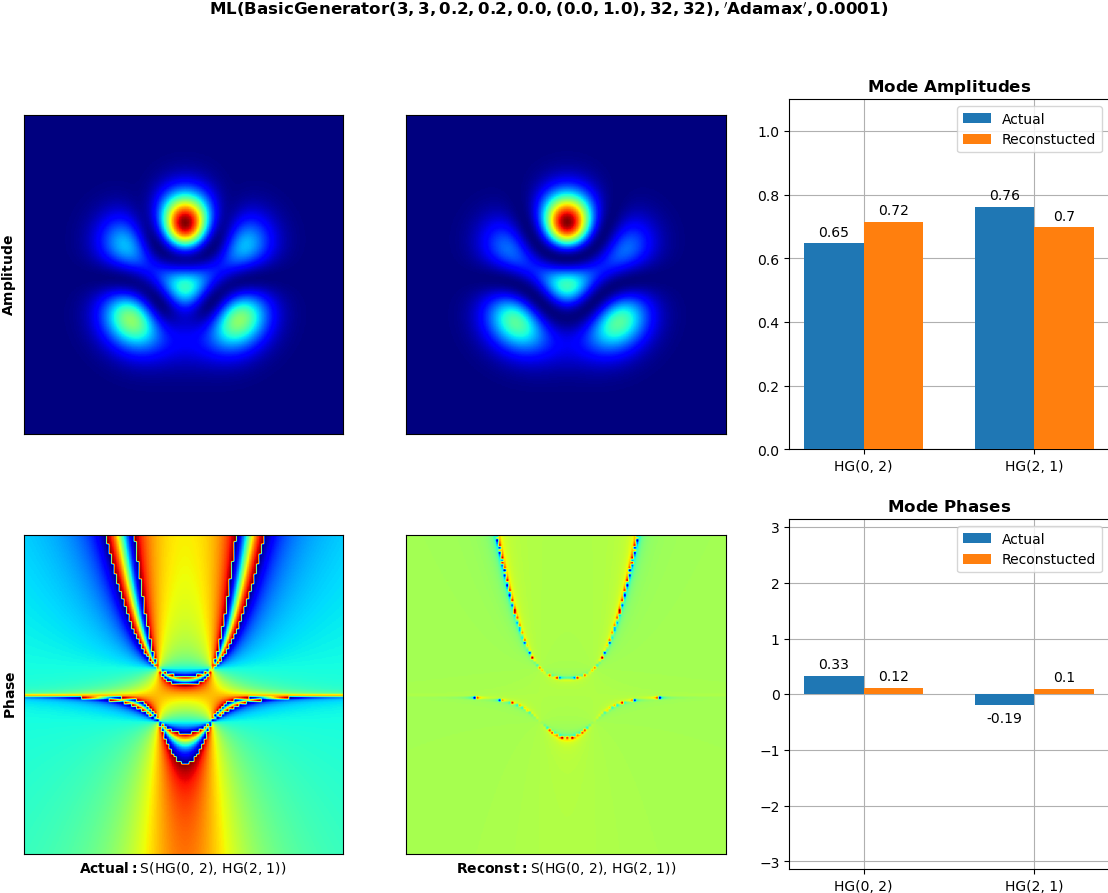 ML(BasicGenerator(3, 3, 0.2, 0.2, 0.0, (0.0, 1.0), 32, 32), 'Adamax', 0.0001)
Amplitude
Mode Amplitudes
Actual
Reconstucted
1.0
0.8
0.6
0.4
0.2
0.0
0.65
0.72
0.76
0.7
HG(0, 2)
HG(2, 1)
Phase
Actual: S(HG(0, 2), HG(2, 1))
Reconst: S(HG(0, 2), HG(2, 1))
Mode Phases
Actual
Reconstucted
3
2
1
0
−1
−2
−3
0.33
0.12
-0.19
0.1
HG(0, 2)
HG(2, 1)